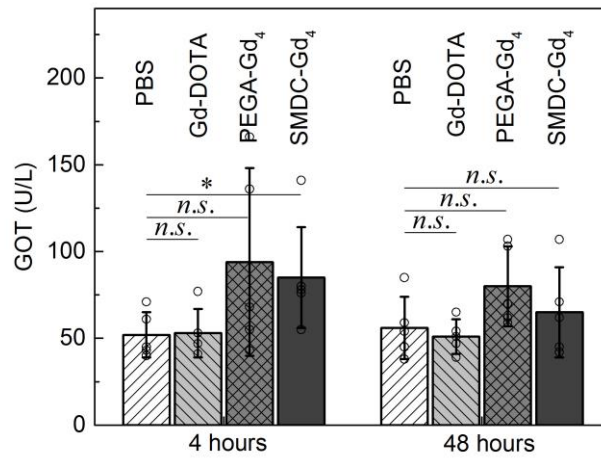 GOT (U/L)
200
150
100
50
0
PBS
Gd-DOTA
PEGA-Gd₄
SMDC-Gd₄
*
n.s.
n.s.
4 hours
PBS
Gd-DOTA
PEGA-Gd₄
SMDC-Gd₄
n.s.
n.s.
n.s.
48 hours